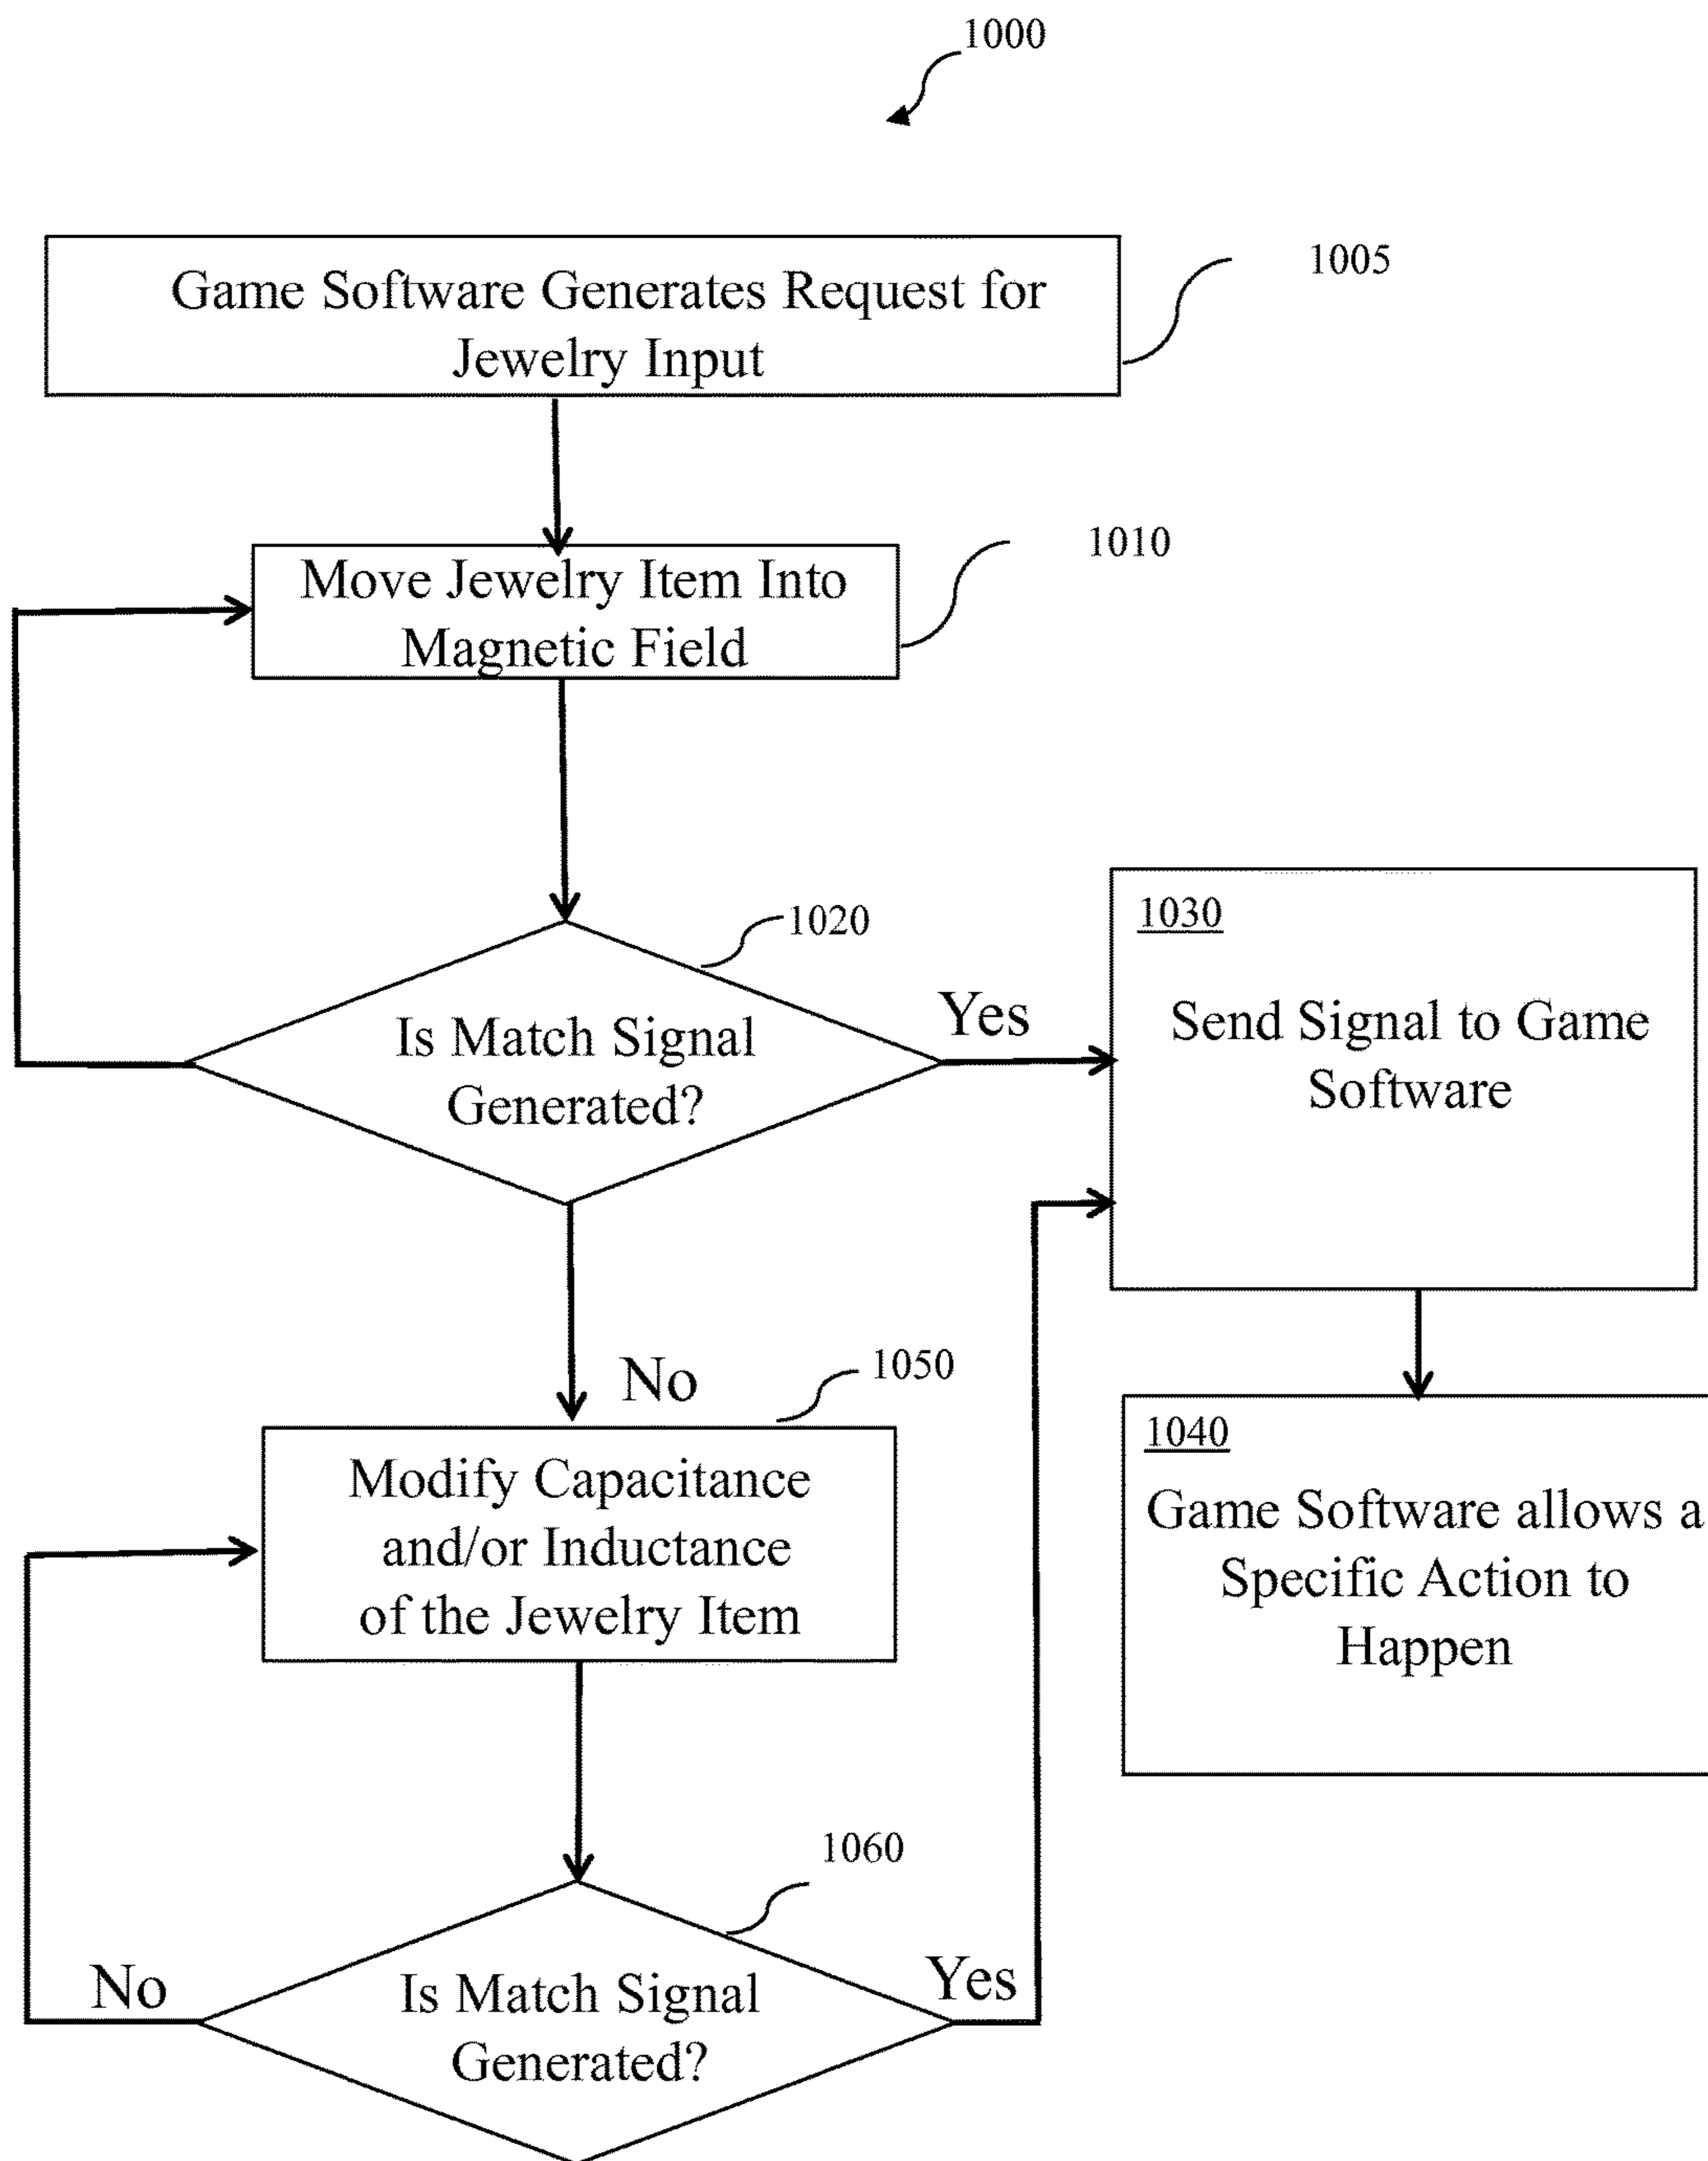 1000
Game Software Generates Request for
Jewelry Input
1005
Move Jewelry Item Into
Magnetic Field
1010
1020
Is Match Signal
Generated?
Yes
1030
Send Signal to Game
Software
No
1050
Modify Capacitance
and/or Inductance
of the Jewelry Item
1040
Game Software allows a
Specific Action to
Happen
1060
No
Is Match Signal
Generated?
Yes